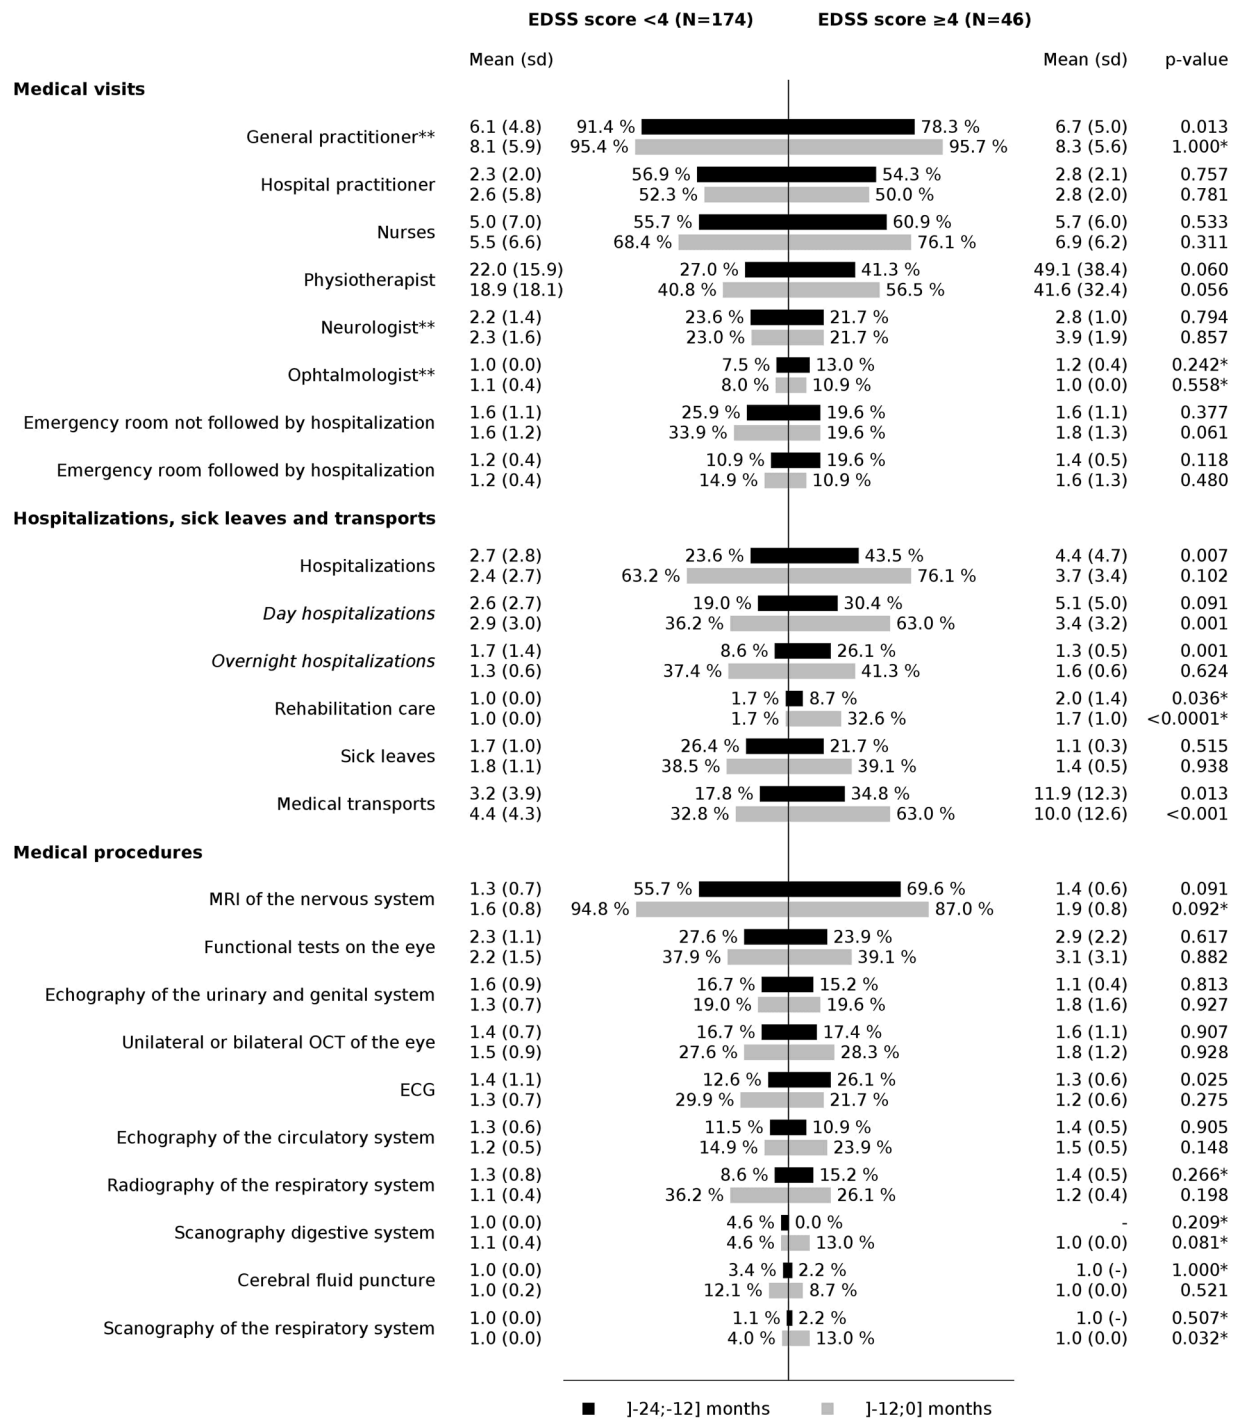 EDSS score <4 (N=174) EDSS score ≥4 (N=46)
Mean (sd) Mean (sd) p-value
Medical visits
General practitioner**
6.1 (4.8) 91.4 % 78.3 % 6.7 (5.0) 0.013
8.1 (5.9) 95.4 % 95.7 % 8.3 (5.6) 1.000*
Hospital practitioner
2.3 (2.0) 56.9 % 54.3 % 2.8 (2.1) 0.757
2.6 (5.8) 52.3 % 50.0 % 2.8 (2.0) 0.781
Nurses
5.0 (7.0) 55.7 % 60.9 % 5.7 (6.0) 0.533
5.5 (6.6) 68.4 % 76.1 % 6.9 (6.2) 0.311
Physiotherapist
22.0 (15.9) 27.0 % 41.3 % 49.1 (38.4) 0.060
18.9 (18.1) 40.8 % 56.5 % 41.6 (32.4) 0.056
Neurologist**
2.2 (1.4) 23.6 % 21.7 % 2.8 (1.0) 0.794
2.3 (1.6) 23.0 % 21.7 % 3.9 (1.9) 0.857
Ophtalmologist**
1.0 (0.0) 7.5 % 13.0 % 1.2 (0.4) 0.242*
1.1 (0.4) 8.0 % 10.9 % 1.0 (0.0) 0.558*
Emergency room not followed by hospitalization
1.6 (1.1) 25.9 % 19.6 % 1.6 (1.1) 0.377
1.6 (1.2) 33.9 % 19.6 % 1.8 (1.3) 0.061
Emergency room followed by hospitalization
1.2 (0.4) 10.9 % 19.6 % 1.4 (0.5) 0.118
1.2 (0.4) 14.9 % 10.9 % 1.6 (1.3) 0.480
Hospitalizations, sick leaves and transports
Hospitalizations
2.7 (2.8) 23.6 % 43.5 % 4.4 (4.7) 0.007
2.4 (2.7) 63.2 % 76.1 % 3.7 (3.4) 0.102
Day hospitalizations
2.6 (2.7) 19.0 % 30.4 % 5.1 (5.0) 0.091
2.9 (3.0) 36.2 % 63.0 % 3.4 (3.2) 0.001
Overnight hospitalizations
1.7 (1.4) 8.6 % 26.1 % 1.3 (0.5) 0.001
1.3 (0.6) 37.4 % 41.3 % 1.6 (0.6) 0.624
Rehabilitation care
1.0 (0.0) 1.7 % 8.7 % 2.0 (1.4) 0.036*
1.0 (0.0) 1.7 % 32.6 % 1.7 (1.0) <0.0001*
Sick leaves
1.7 (1.0) 26.4 % 21.7 % 1.1 (0.3) 0.515
1.8 (1.1) 38.5 % 39.1 % 1.4 (0.5) 0.938
Medical transports
3.2 (3.9) 17.8 % 34.8 % 11.9 (12.3) 0.013
4.4 (4.3) 32.8 % 63.0 % 10.0 (12.6) <0.001
Medical procedures
MRI of the nervous system
1.3 (0.7) 55.7 % 69.6 % 1.4 (0.6) 0.091
1.6 (0.8) 94.8 % 87.0 % 1.9 (0.8) 0.092*
Functional tests on the eye
2.3 (1.1) 27.6 % 23.9 % 2.9 (2.2) 0.617
2.2 (1.5) 37.9 % 39.1 % 3.1 (3.1) 0.882
Echography of the urinary and genital system
1.6 (0.9) 16.7 % 15.2 % 1.1 (0.4) 0.813
1.3 (0.7) 19.0 % 19.6 % 1.8 (1.6) 0.927
Unilateral or bilateral OCT of the eye
1.4 (0.7) 16.7 % 17.4 % 1.6 (1.1) 0.907
1.5 (0.9) 27.6 % 28.3 % 1.8 (1.2) 0.928
ECG
1.4 (1.1) 12.6 % 26.1 % 1.3 (0.6) 0.025
1.3 (0.7) 29.9 % 21.7 % 1.2 (0.6) 0.275
Echography of the circulatory system
1.3 (0.6) 11.5 % 10.9 % 1.4 (0.5) 0.905
1.2 (0.5) 14.9 % 23.9 % 1.5 (0.5) 0.148
Radiography of the respiratory system
1.3 (0.8) 8.6 % 15.2 % 1.4 (0.5) 0.266*
1.1 (0.4) 36.2 % 26.1 % 1.2 (0.4) 0.198
Scanography digestive system
1.0 (0.0) 4.6 % 0.0 % - 0.209*
1.1 (0.4) 4.6 % 13.0 % 1.0 (0.0) 0.081*
Cerebral fluid puncture
1.0 (0.0) 3.4 % 2.2 % 1.0 (-) 1.000*
1.0 (0.2) 12.1 % 8.7 % 1.0 (0.0) 0.521
Scanography of the respiratory system
1.0 (0.0) 1.1 % 2.2 % 1.0 (-) 0.507*
1.0 (0.0) 4.0 % 13.0 % 1.0 (0.0) 0.032*
]-24;-12] months ]-12;0] months